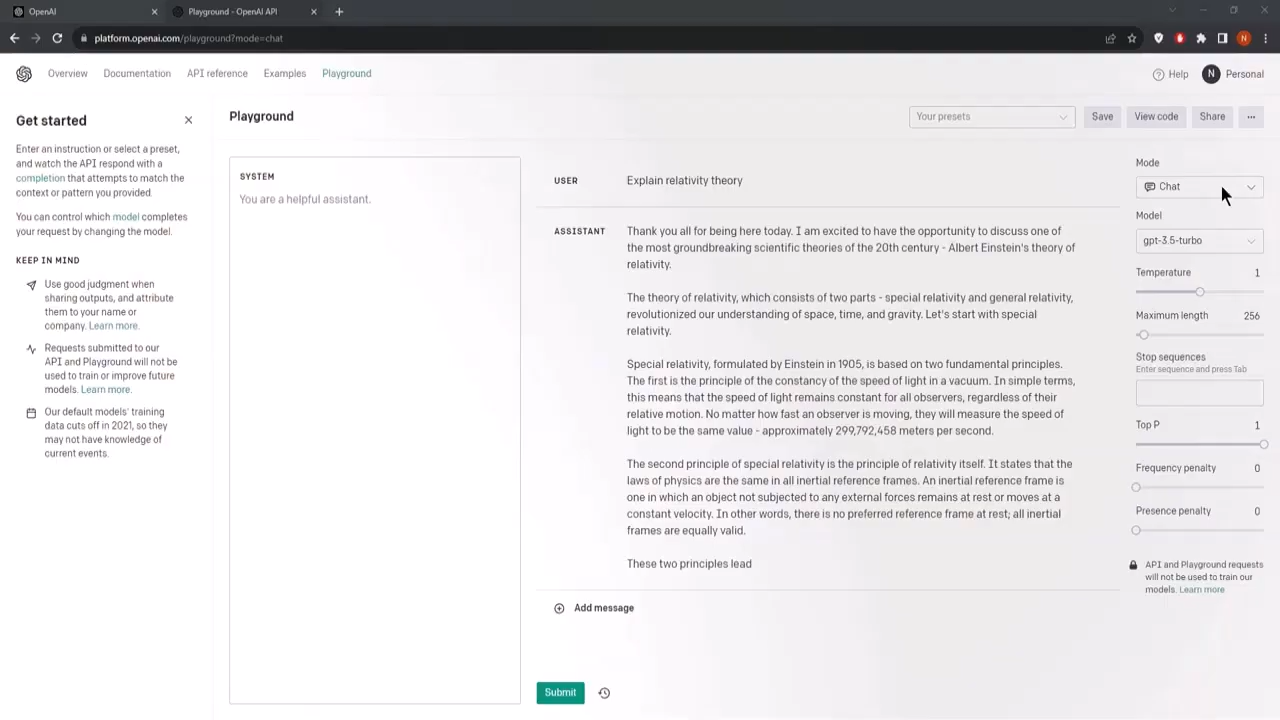 OpenAI
Playground - OpenAI API
platform.openai.com/playground?mode=chat
N
Overview
Documentation
API reference
Examples
Playground
Help
N
Personal
Get started
Enter an instruction or select a preset,
and watch the API respond with a
completion that attempts to match the
context or pattern you provided.
You can control which model completes
your request by changing the model.
KEEP IN MIND
Use good judgment when
sharing outputs, and attribute
them to your name or
company. Learn more.
Requests submitted to our
API and Playground will not be
used to train or improve future
models. Learn more.
Our default models' training
data cuts off in 2021, so they
may not have knowledge of
current events.
Playground
Your presets
Save
View code
Share
...
SYSTEM
You are a helpful assistant.
USER
Explain relativity theory
ASSISTANT
Thank you all for being here today. I am excited to have the opportunity to discuss one of
the most groundbreaking scientific theories of the 20th century - Albert Einstein's theory of
relativity.
The theory of relativity, which consists of two parts - special relativity and general relativity,
revolutionized our understanding of space, time, and gravity. Let's start with special
relativity.
Special relativity, formulated by Einstein in 1905, is based on two fundamental principles.
The first is the principle of the constancy of the speed of light in a vacuum. In simple terms,
this means that the speed of light remains constant for all observers, regardless of their
relative motion. No matter how fast an observer is moving, they will measure the speed of
light to be the same value - approximately 299,792,458 meters per second.
The second principle of special relativity is the principle of relativity itself. It states that the
laws of physics are the same in all inertial reference frames. An inertial reference frame is
one in which an object not subjected to any external forces remains at rest or moves at a
constant velocity. In other words, there is no preferred reference frame at rest; all inertial
frames are equally valid.
These two principles lead
Add message
Submit
Mode
Chat
Model
gpt-3.5-turbo
Temperature 1
Maximum length 256
Stop sequences
Enter sequence and press Tab
Top P 1
Frequency penalty 0
Presence penalty 0
API and Playground requests
will not be used to train our
models. Learn more